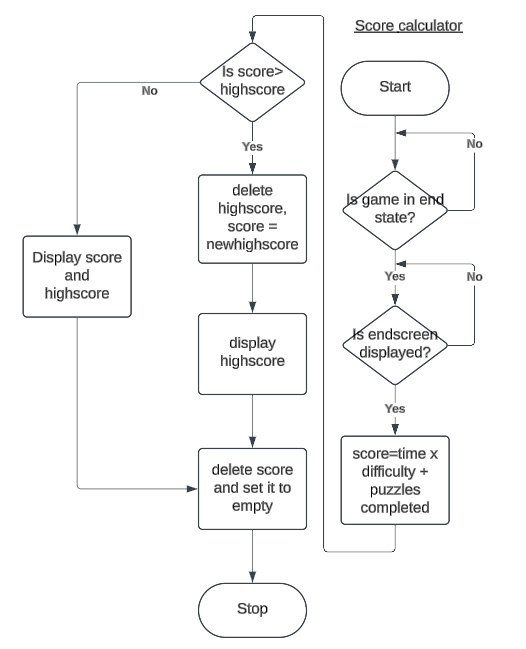 Score calculator
Start
No
Is game in end
state?
Yes
No
Is endscreen
displayed?
Yes
score=time x
difficulty +
puzzles
completed
Is score>
highscore
No
Yes
delete
highscore,
score =
newhighscore
Display score
and
highscore
display
highscore
delete score
and set it to
empty
Stop